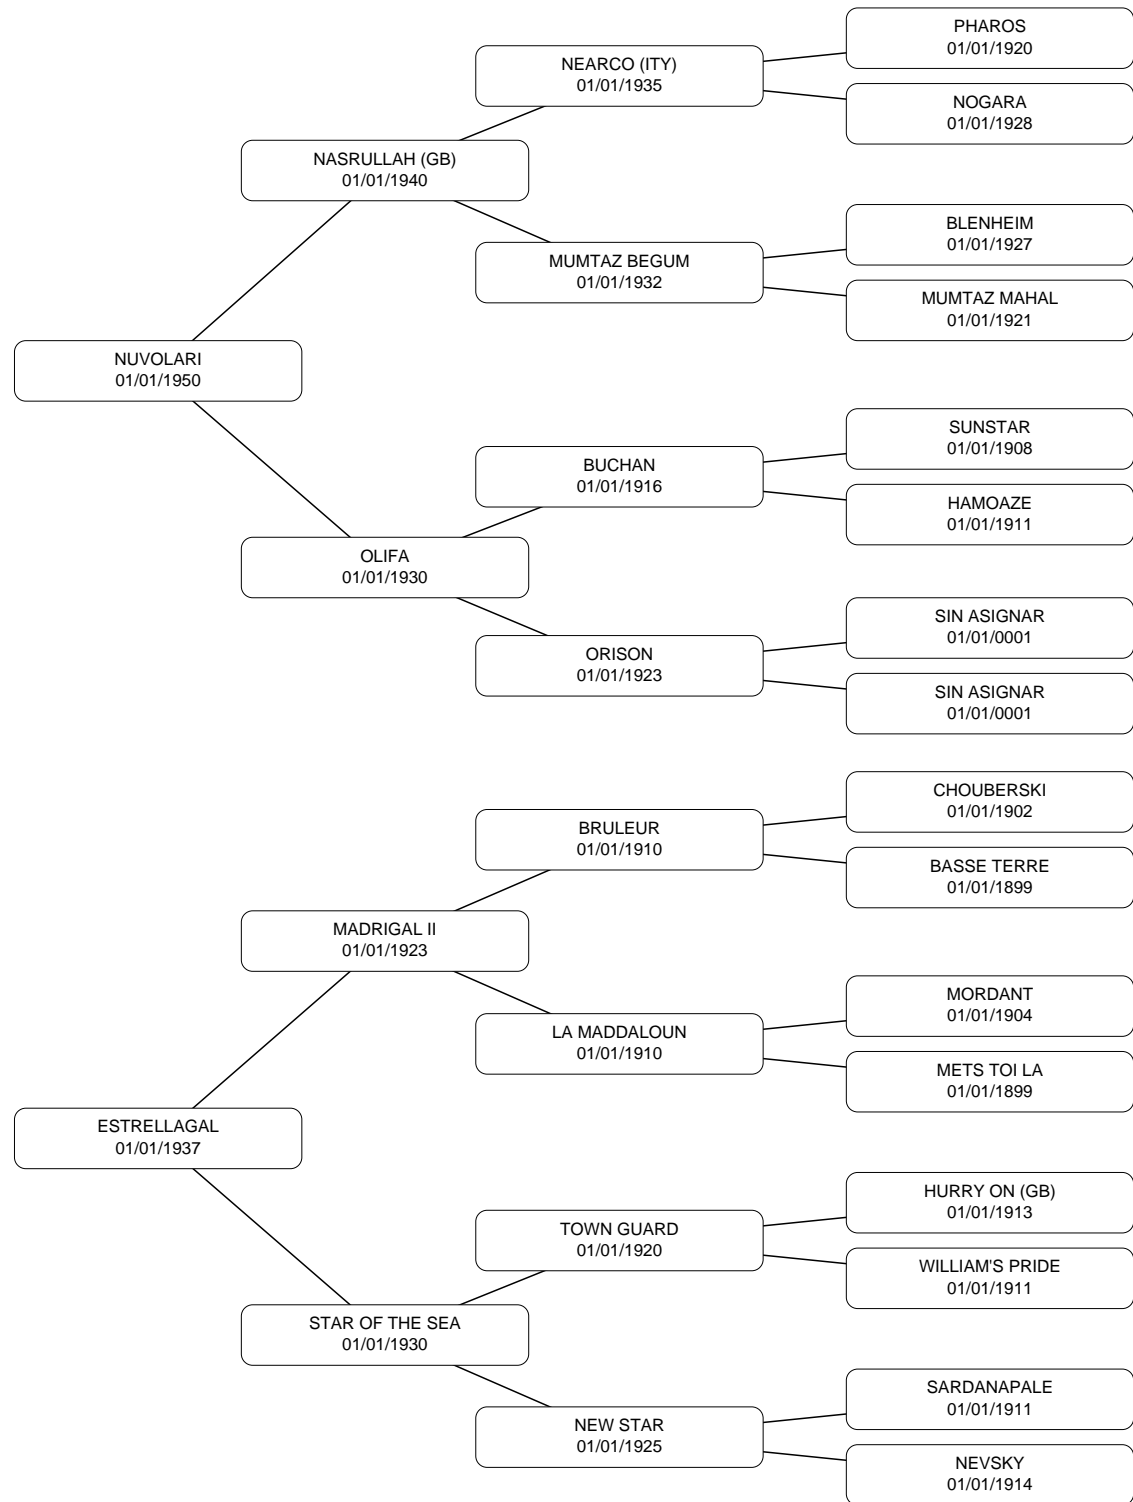 PHAROS
01/01/1920
NEARCO (ITY)
01/01/1935
NOGARA
01/01/1928
NASRULLAH (GB)
01/01/1940
BLENHEIM
01/01/1927
MUMTAZ BEGUM
01/01/1932
MUMTAZ MAHAL
01/01/1921
NUVOLARI
01/01/1950
SUNSTAR
01/01/1908
BUCHAN
01/01/1916
HAMOAZE
01/01/1911
OLIFA
01/01/1930
SIN ASIGNAR
01/01/0001
ORISON
01/01/1923
SIN ASIGNAR
01/01/0001
CHOUBERSKI
01/01/1902
BRULEUR
01/01/1910
BASSE TERRE
01/01/1899
MADRIGAL II
01/01/1923
MORDANT
01/01/1904
LA MADDALOUN
01/01/1910
METS TOI LA
01/01/1899
ESTRELLAGAL
01/01/1937
HURRY ON (GB)
01/01/1913
TOWN GUARD
01/01/1920
WILLIAM'S PRIDE
01/01/1911
STAR OF THE SEA
01/01/1930
SARDANAPALE
01/01/1911
NEW STAR
01/01/1925
NEVSKY
01/01/1914